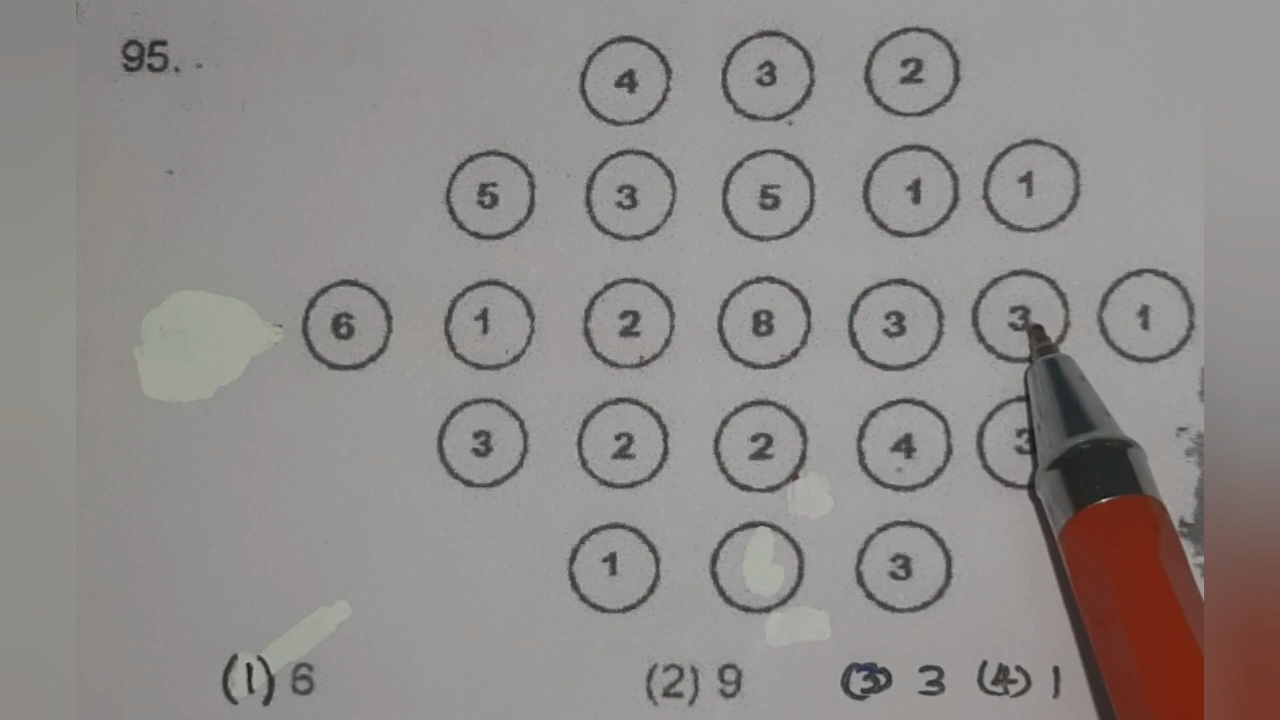 95.
4 3 2
5 3 5 1 1
6 1 2 8 3 3 1
3 2 2 4 3
1 3
(1) 6 (2) 9 (3) 3 (4) 1